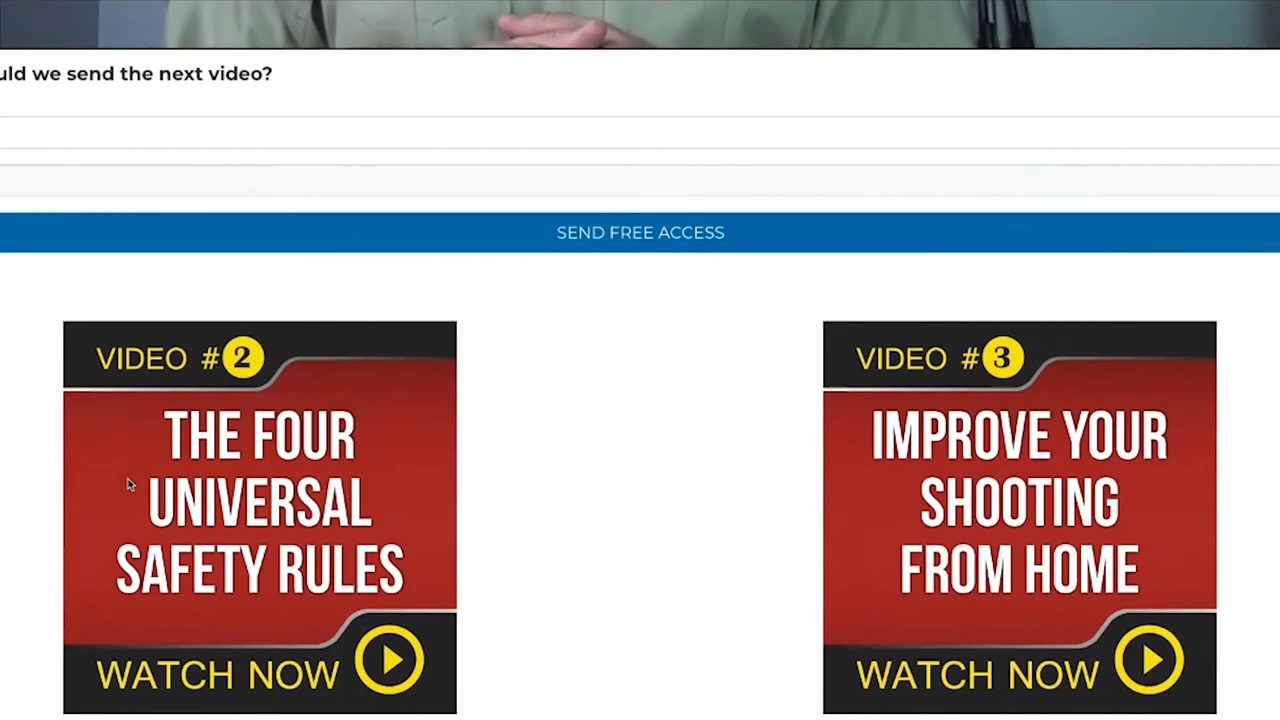 we send the next video?
SEND FREE ACCESS
VIDEO #2
THE FOUR
UNIVERSAL
SAFETY RULES
WATCH NOW
VIDEO #3
IMPROVE YOUR
SHOOTING
FROM HOME
WATCH NOW